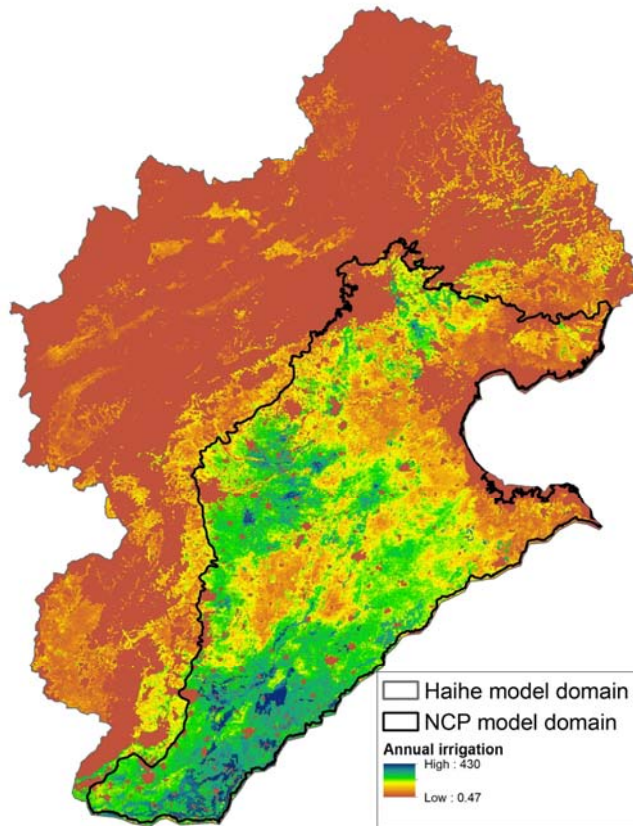 Haihe model domain
NCP model domain
Annual irrigation
High : 430
Low : 0.47